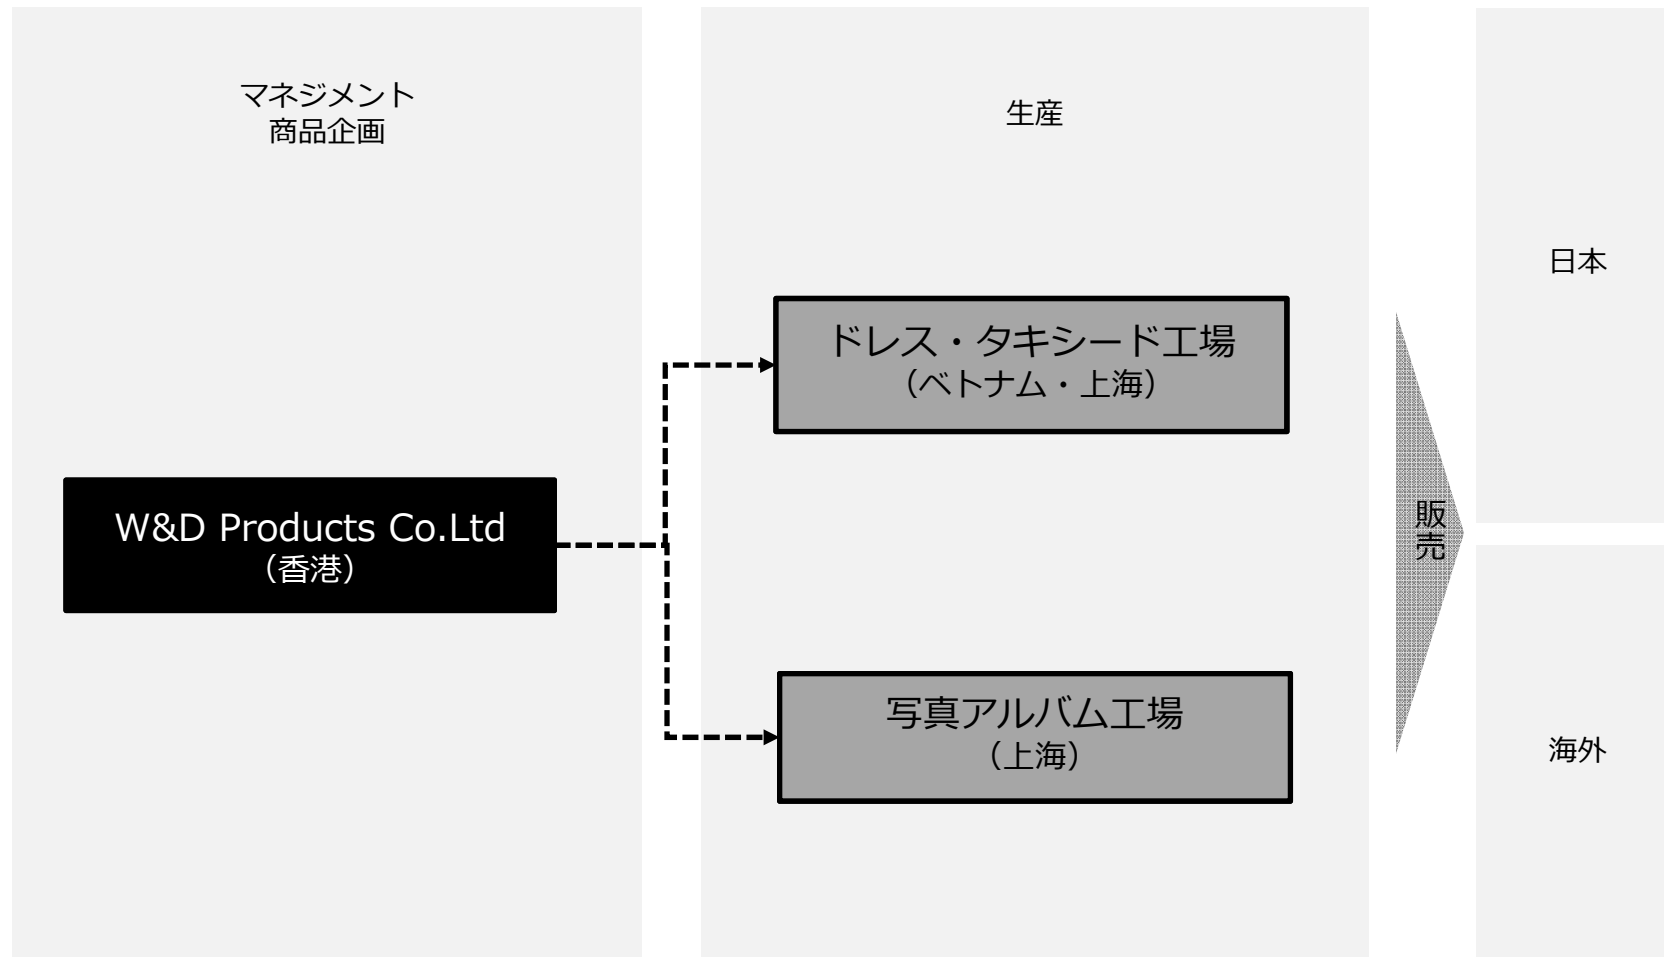 マネジメント
商品企画
生産
W&D Products Co.Ltd
（香港）
ドレス・タキシード工場
（ベトナム・上海）
写真アルバム工場
（上海）
販売
日本
海外